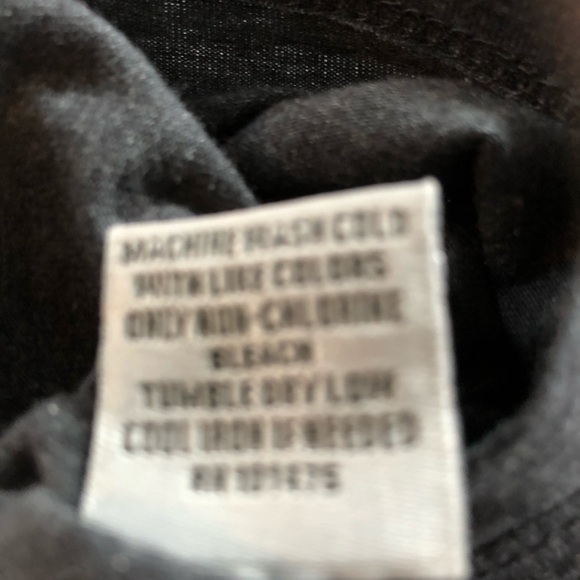 MACHINE WASH COLD
WITH LIKE COLORS
ONLY NON-CHLORINE
BLEACH
TUMBLE DRY LOW
COOL IRON IF NEEDED